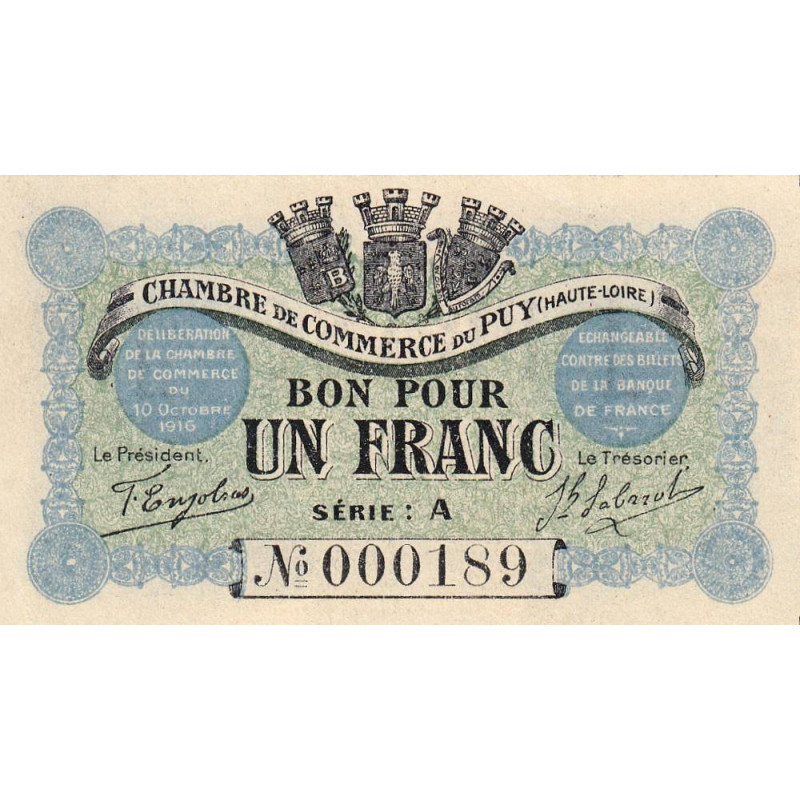 B
CHAMBRE DE COMMERCE DU PUY (HAUTE-LOIRE)
DÉLIBÉRATION
DE LA CHAMBRE
DE COMMERCE
DU
10 OCTOBRE
1916
ÉCHANGEABLE
CONTRE DES BILLETS
DE LA BANQUE
DE FRANCE
BON POUR
UN FRANC
Le Président.
Le Trésorier
T. Enjolras
SÉRIE : A
No 000189